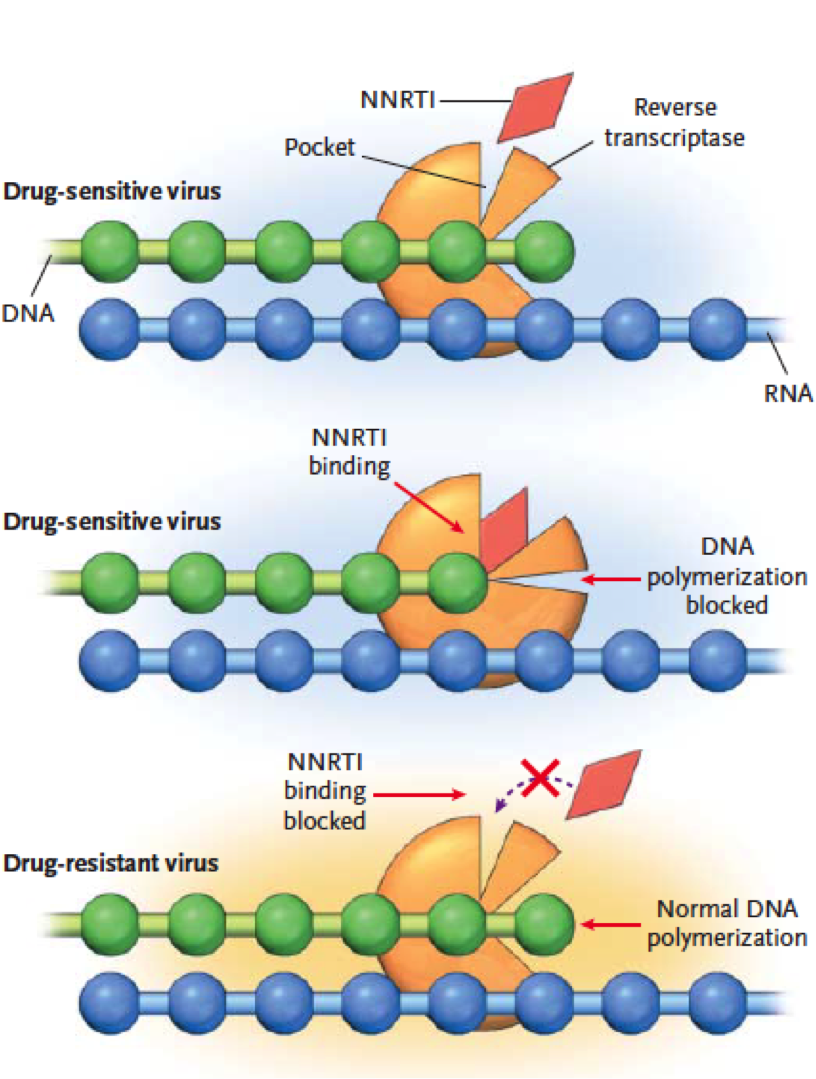 NNRTI
Reverse
transcriptase
Pocket
Drug-sensitive virus
DNA
RNA
NNRTI
binding
Drug-sensitive virus
DNA
polymerization
blocked
NNRTI
binding
blocked
Drug-resistant virus
Normal DNA
polymerization